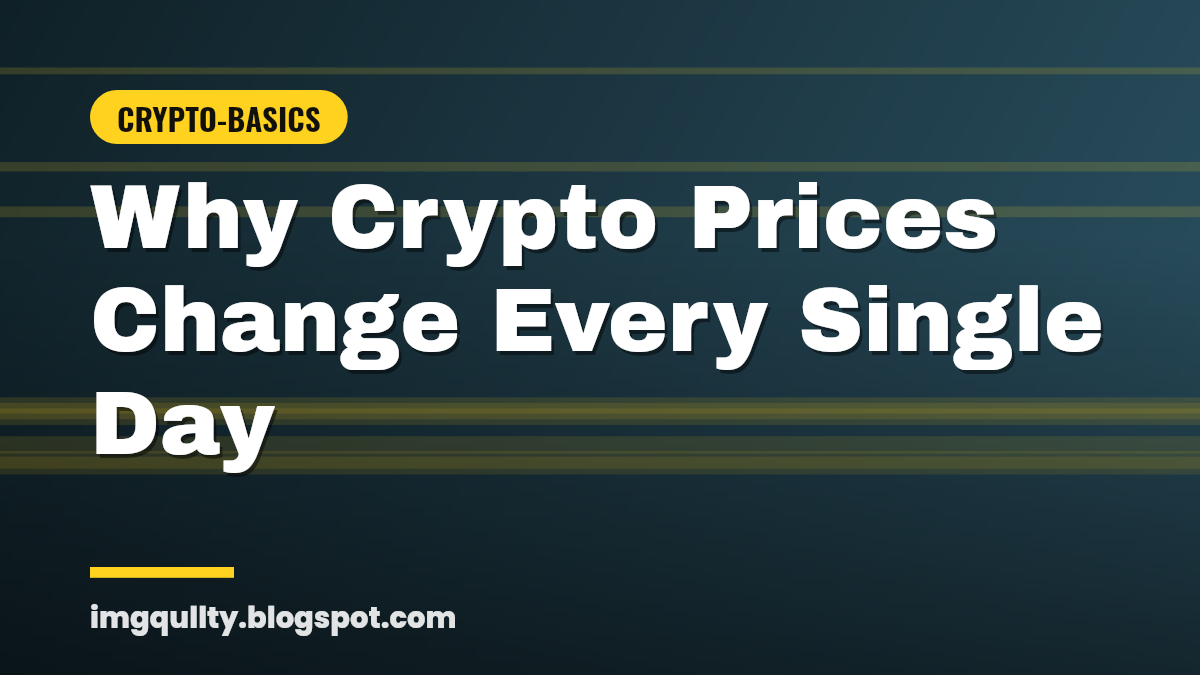 CRYPTO-BASICS
Why Crypto Prices
Change Every Single
Day
imgqullty.blogspot.com